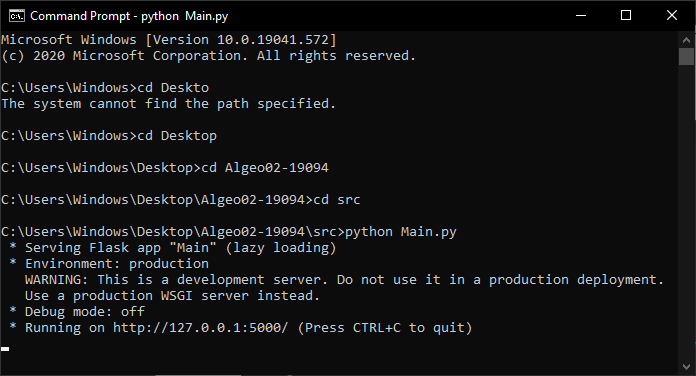 Command Prompt - python  Main.py
Microsoft Windows [Version 10.0.19041.572]
(c) 2020 Microsoft Corporation. All rights reserved.
C:\Users\Windows>cd Deskto
The system cannot find the path specified.
C:\Users\Windows>cd Desktop
C:\Users\Windows\Desktop>cd Algeo02-19094
C:\Users\Windows\Desktop\Algeo02-19094>cd src
C:\Users\Windows\Desktop\Algeo02-19094\src>python Main.py
* Serving Flask app "Main" (lazy loading)
* Environment: production
WARNING: This is a development server. Do not use it in a production deployment.
Use a production WSGI server instead.
* Debug mode: off
* Running on http://127.0.0.1:5000/ (Press CTRL+C to quit)